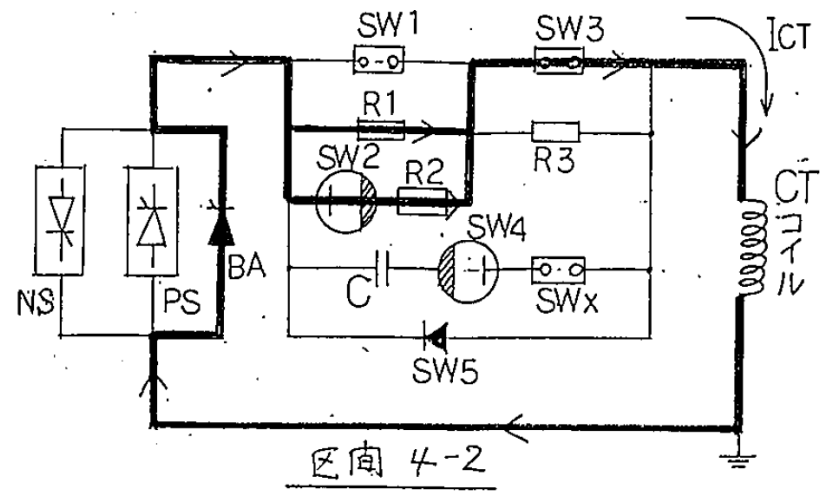 SW1
SW3
ICT
R1
R3
SW2
R2
CT
コイル
SW4
BA
NS
PS
C
SWx
SW5
区間 4-2